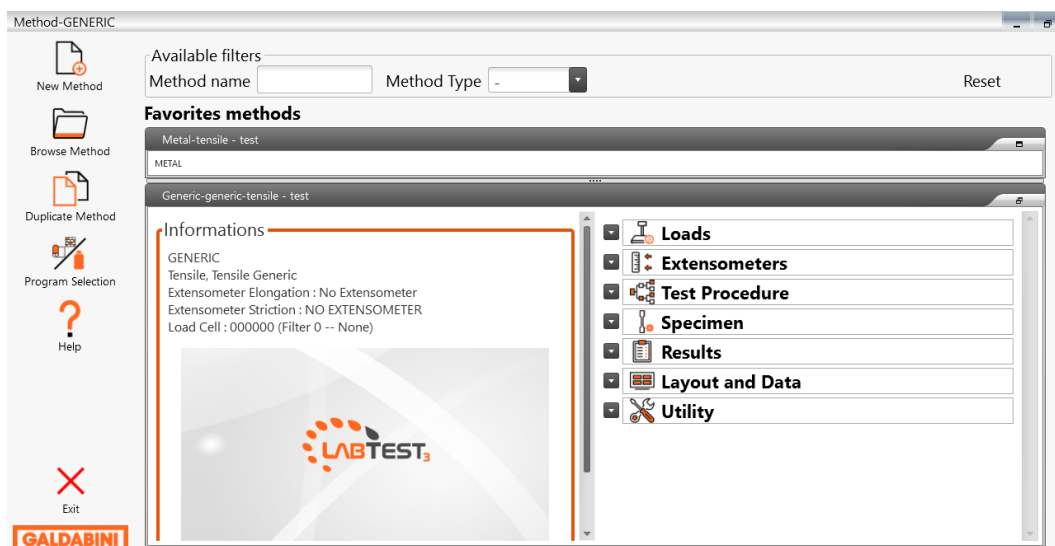 Method-GENERIC
New Method
Browse Method
Duplicate Method
Program Selection
Help
Exit
GALDABINI
Available filters
Method name
Method Type -
Reset
Favorites methods
Metal-tensile - test
METAL
Generic-generic-tensile - test
Informations
GENERIC
Tensile, Tensile Generic
Extensometer Elongation : No Extensometer
Extensometer Striction : NO EXTENSOMETER
Load Cell : 000000 (Filter 0 -- None)
LABTEST3
Loads
Extensometers
Test Procedure
Specimen
Results
Layout and Data
Utility